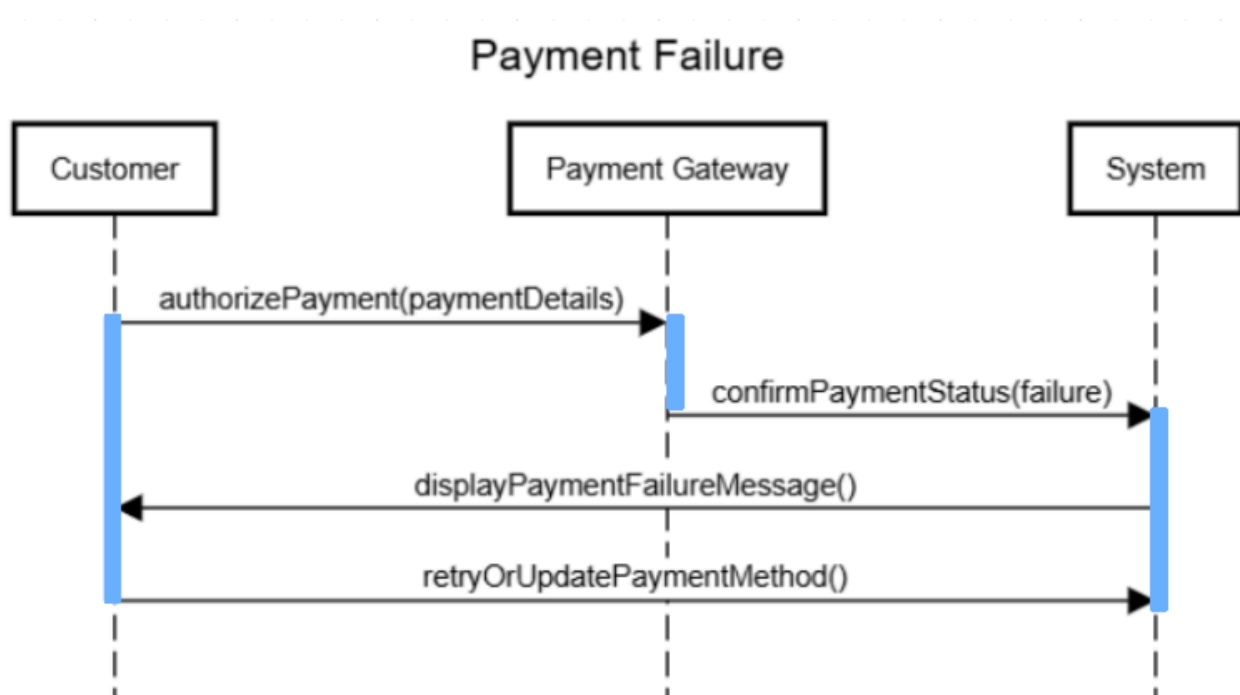 Payment Failure
Customer
Payment Gateway
System
authorizePayment(paymentDetails)
confirmPaymentStatus(failure)
displayPaymentFailureMessage()
retryOrUpdatePaymentMethod()